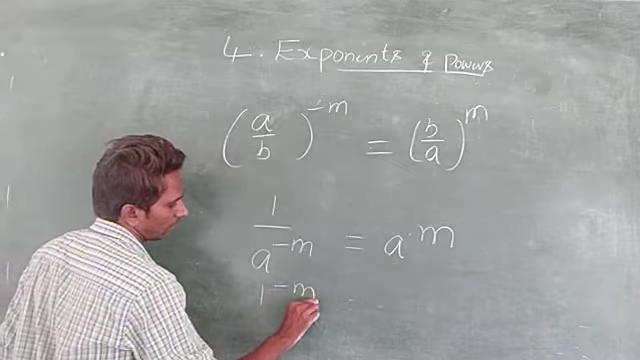 4. Exponents & Powers
(a/b)^-m = (b/a)^m
1/a^-m = a^m
1^-m